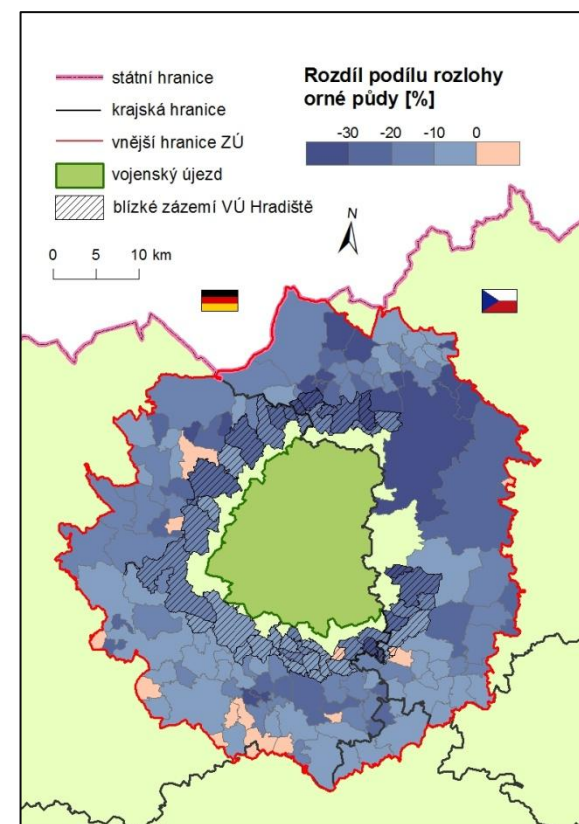 státní hranice
krajská hranice
vnější hranice ZÚ
vojenský újezd
blízké zázemí VÚ Hradiště
0 5 10 km
Rozdíl podílu rozlohy
orné půdy [%]
-30 -20 -10 0
N